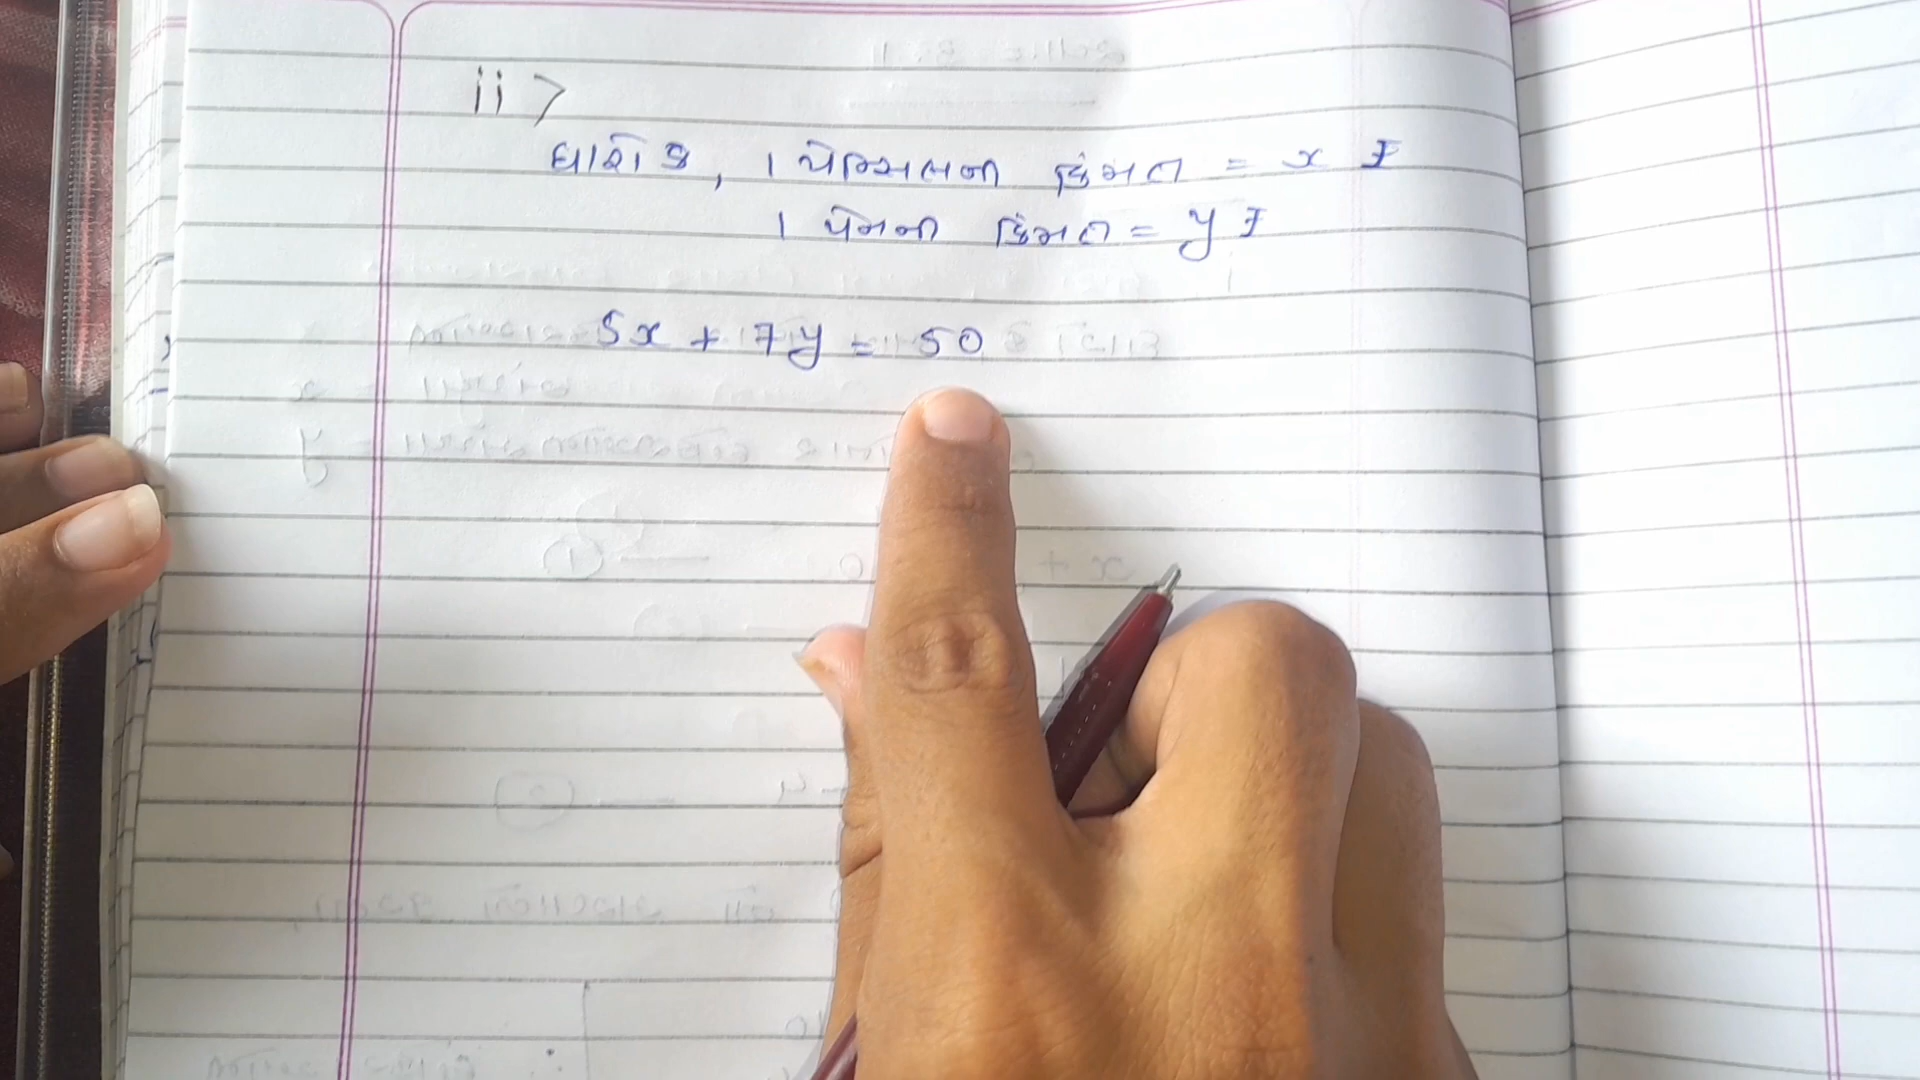 ii >
ધારો કે, 1 પેન્સિલની કિંમત = x ₹
1 પેનની કિંમત = y ₹
5x + 7y = 50